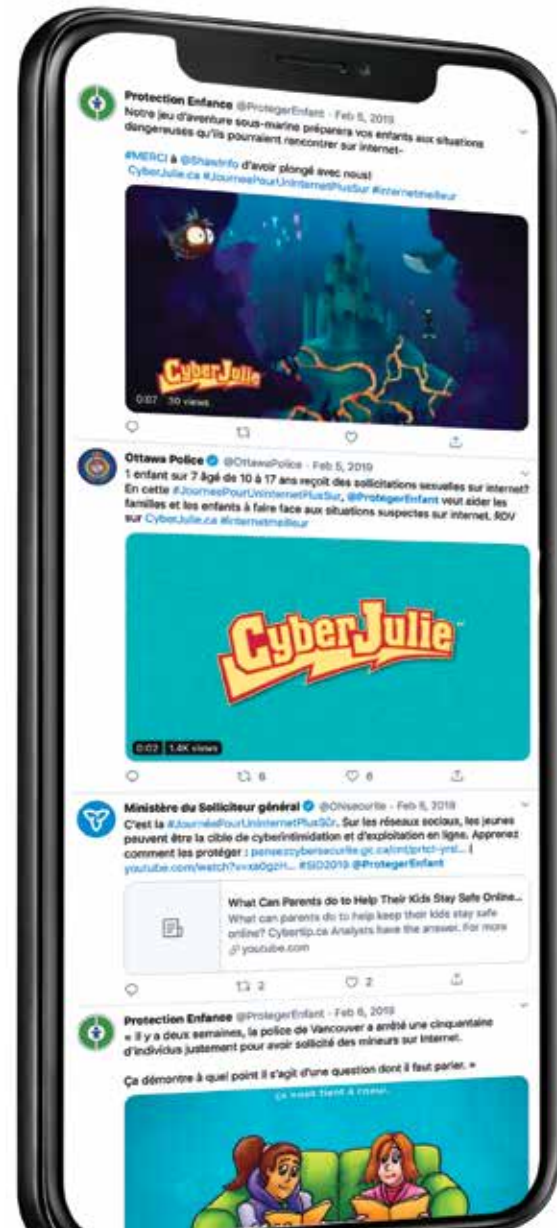 Protection Enfance @ProtegerEnfant · Feb 5, 2019
Notre jeu d'aventure sous-marine préparera vos enfants aux situations
dangereuses qu'ils pourraient rencontrer sur internet-
#MERCI à @ShawInfo d'avoir plongé avec nous!
CyberJulie.ca #JourneePourUnInternetPlusSur #internetmeilleur
CyberJulie
0:07 30 views
Ottawa Police @OttawaPolice · Feb 5, 2019
1 enfant sur 7 âgé de 10 à 17 ans reçoit des sollicitations sexuelles sur internet?
En cette #JourneePourUnInternetPlusSur, @ProtegerEnfant veut aider les
familles et les enfants à faire face aux situations suspectes sur internet. RDV
sur CyberJulie.ca #internetmeilleur
CyberJulie
0:02 1.4K views
6 6
Ministère du Solliciteur général @ONsecurite · Feb 5, 2019
C'est la #JournéePourUnInternetPlusSûr. Sur les réseaux sociaux, les jeunes
peuvent être la cible de cyberintimidation et d'exploitation en ligne. Apprenez
comment les protéger : |
#SID2019 @ProtegerEnfant
What Can Parents do to Help Their Kids Stay Safe Online...
What can parents do to help keep their kids stay safe
online? Cybertip.ca Analysts have the answer. For more
youtube.com
2 2
Protection Enfance @ProtegerEnfant · Feb 6, 2019
« Il y a deux semaines, la police de Vancouver a arrêté une cinquantaine
d'individus justement pour avoir sollicité des mineurs sur Internet.
Ça démontre à quel point il s'agit d'une question dont il faut parler. »
ça nous tient à coeur.